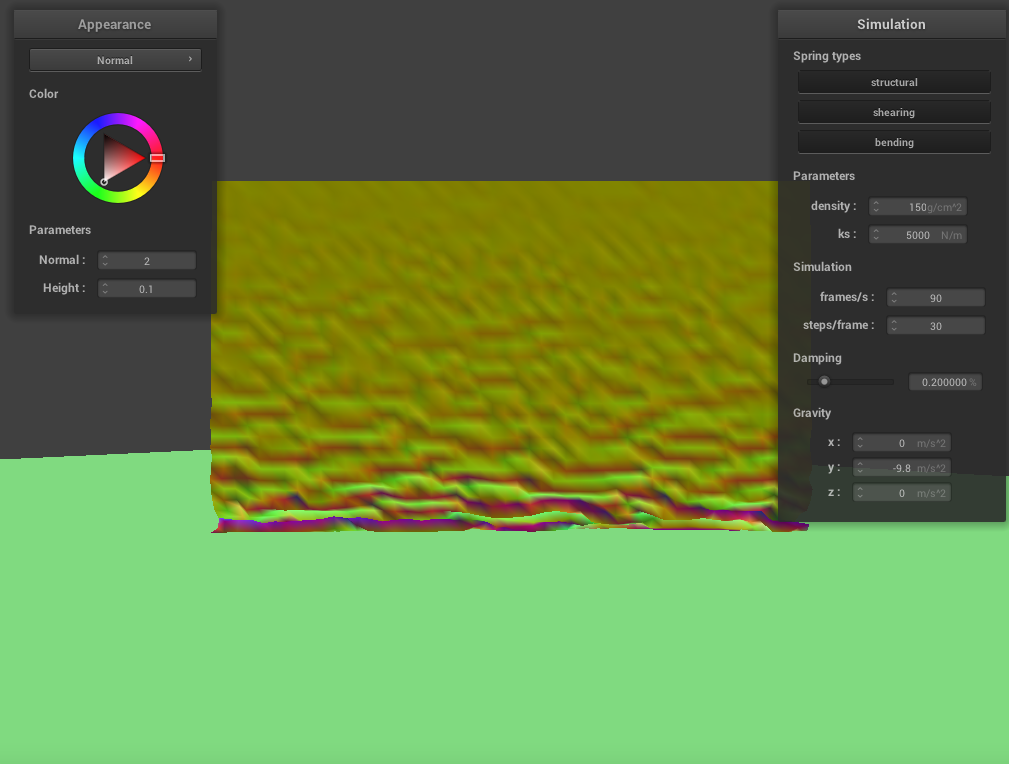 Appearance
Normal
Color
Parameters
Normal : 2
Height : 0.1
Simulation
Spring types
structural
shearing
bending
Parameters
density : 150g/cm^2
ks : 5000 N/m
Simulation
frames/s : 90
steps/frame : 30
Damping
0.200000 %
Gravity
x : 0 m/s^2
y : -9.8 m/s^2
z : 0 m/s^2